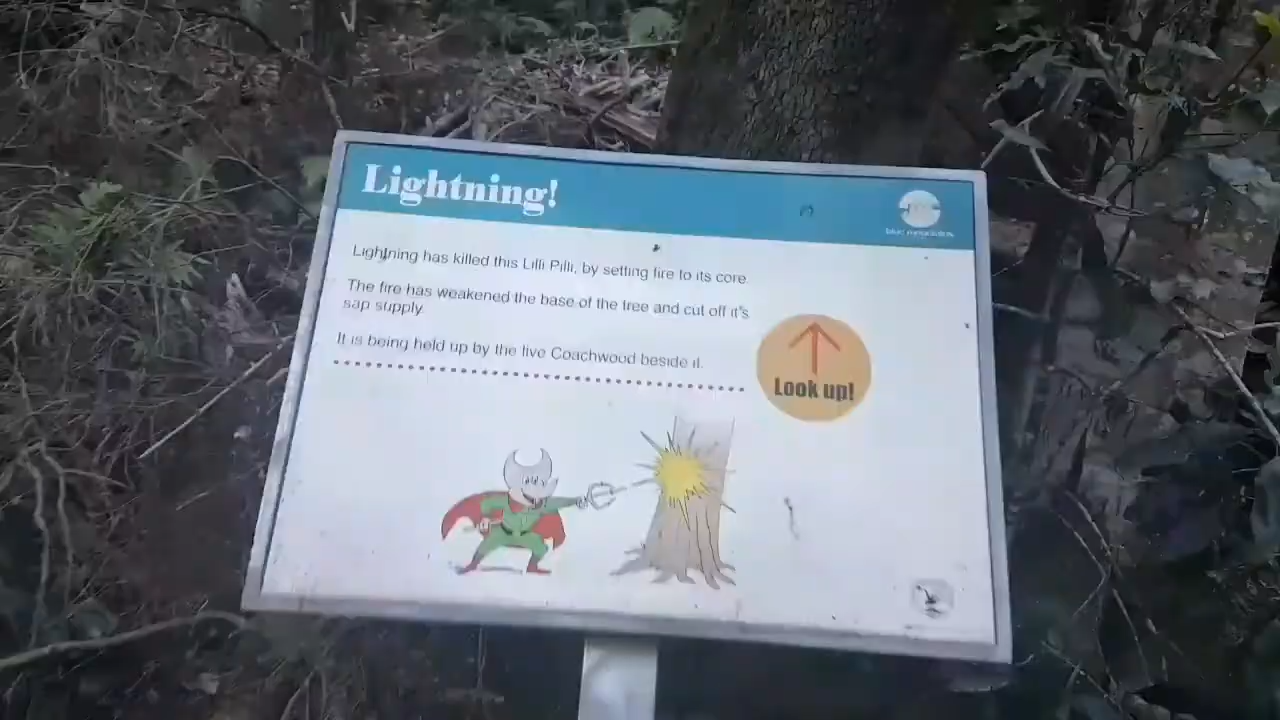 Lightning!
blue mountains
Lightning has killed this Lilli Pilli, by setting fire to its core.
The fire has weakened the base of the tree and cut off it's
sap supply.
It is being held up by the live Coachwood beside it.
Look up!